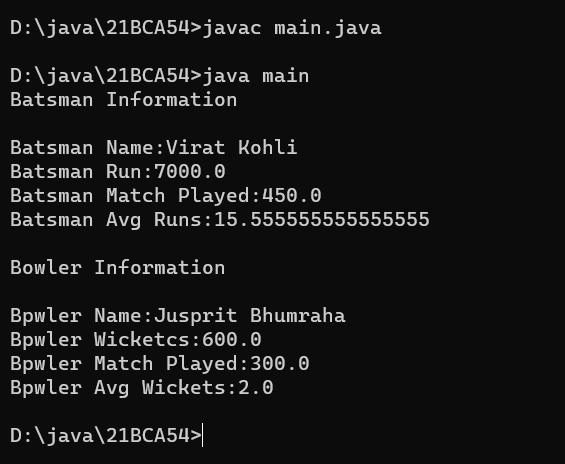 D:\java\21BCA54>javac main.java
D:\java\21BCA54>java main
Batsman Information
Batsman Name:Virat Kohli
Batsman Run:7000.0
Batsman Match Played:450.0
Batsman Avg Runs:15.555555555555555
Bowler Information
Bpwler Name:Jusprit Bhumraha
Bpwler Wicketcs:600.0
Bpwler Match Played:300.0
Bpwler Avg Wickets:2.0
D:\java\21BCA54>